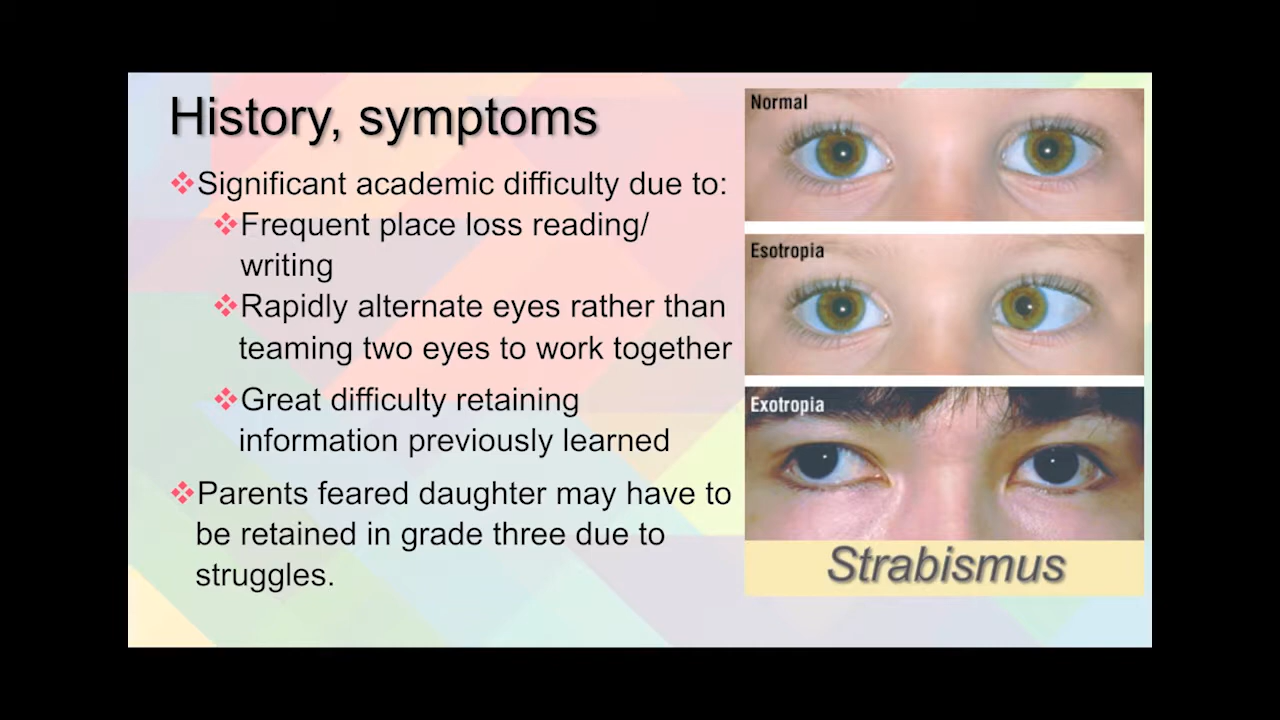 History, symptoms
❖Significant academic difficulty due to:
❖Frequent place loss reading/
writing
❖Rapidly alternate eyes rather than
teaming two eyes to work together
❖Great difficulty retaining
information previously learned
❖Parents feared daughter may have to
be retained in grade three due to
struggles.
Normal
Esotropia
Exotropia
Strabismus